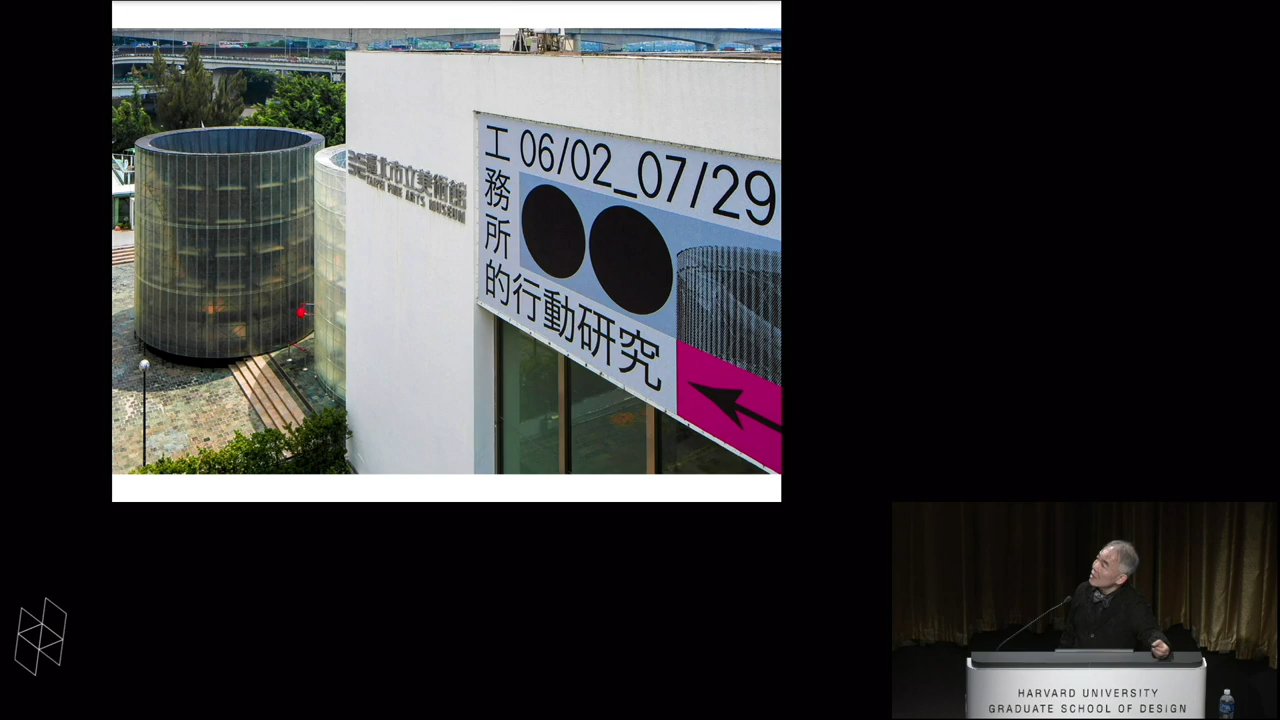 臺北市立美術館
TAIPEI FINE ARTS MUSEUM
06/02_07/29
工務所的行動研究
HARVARD UNIVERSITY
GRADUATE SCHOOL OF DESIGN